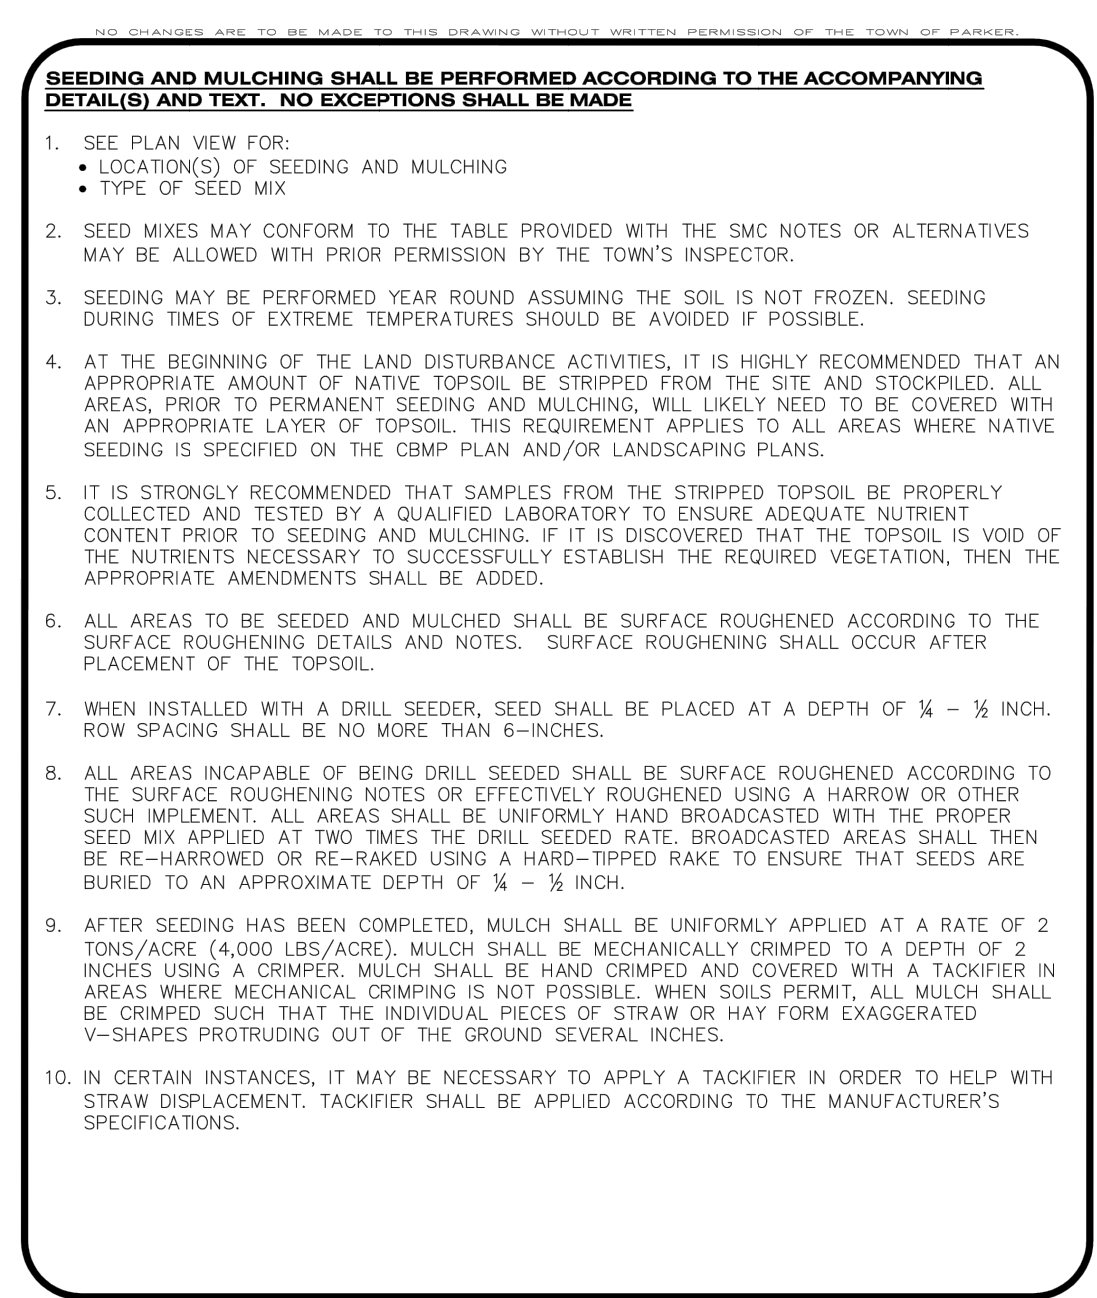 NO CHANGES ARE TO BE MADE TO THIS DRAWING WITHOUT WRITTEN PERMISSION OF THE TOWN OF PARKER.
SEEDING AND MULCHING SHALL BE PERFORMED ACCORDING TO THE ACCOMPANYING
DETAIL(S) AND TEXT.  NO EXCEPTIONS SHALL BE MADE
1. SEE PLAN VIEW FOR:
• LOCATION(S) OF SEEDING AND MULCHING
• TYPE OF SEED MIX
2. SEED MIXES MAY CONFORM TO THE TABLE PROVIDED WITH THE SMC NOTES OR ALTERNATIVES
MAY BE ALLOWED WITH PRIOR PERMISSION BY THE TOWN'S INSPECTOR.
3. SEEDING MAY BE PERFORMED YEAR ROUND ASSUMING THE SOIL IS NOT FROZEN. SEEDING
DURING TIMES OF EXTREME TEMPERATURES SHOULD BE AVOIDED IF POSSIBLE.
4. AT THE BEGINNING OF THE LAND DISTURBANCE ACTIVITIES, IT IS HIGHLY RECOMMENDED THAT AN
APPROPRIATE AMOUNT OF NATIVE TOPSOIL BE STRIPPED FROM THE SITE AND STOCKPILED. ALL
AREAS, PRIOR TO PERMANENT SEEDING AND MULCHING, WILL LIKELY NEED TO BE COVERED WITH
AN APPROPRIATE LAYER OF TOPSOIL. THIS REQUIREMENT APPLIES TO ALL AREAS WHERE NATIVE
SEEDING IS SPECIFIED ON THE CBMP PLAN AND/OR LANDSCAPING PLANS.
5. IT IS STRONGLY RECOMMENDED THAT SAMPLES FROM THE STRIPPED TOPSOIL BE PROPERLY
COLLECTED AND TESTED BY A QUALIFIED LABORATORY TO ENSURE ADEQUATE NUTRIENT
CONTENT PRIOR TO SEEDING AND MULCHING. IF IT IS DISCOVERED THAT THE TOPSOIL IS VOID OF
THE NUTRIENTS NECESSARY TO SUCCESSFULLY ESTABLISH THE REQUIRED VEGETATION, THEN THE
APPROPRIATE AMENDMENTS SHALL BE ADDED.
6. ALL AREAS TO BE SEEDED AND MULCHED SHALL BE SURFACE ROUGHENED ACCORDING TO THE
SURFACE ROUGHENING DETAILS AND NOTES.  SURFACE ROUGHENING SHALL OCCUR AFTER
PLACEMENT OF THE TOPSOIL.
7. WHEN INSTALLED WITH A DRILL SEEDER, SEED SHALL BE PLACED AT A DEPTH OF ¼ – ½ INCH.
ROW SPACING SHALL BE NO MORE THAN 6–INCHES.
8. ALL AREAS INCAPABLE OF BEING DRILL SEEDED SHALL BE SURFACE ROUGHENED ACCORDING TO
THE SURFACE ROUGHENING NOTES OR EFFECTIVELY ROUGHENED USING A HARROW OR OTHER
SUCH IMPLEMENT. ALL AREAS SHALL BE UNIFORMLY HAND BROADCASTED WITH THE PROPER
SEED MIX APPLIED AT TWO TIMES THE DRILL SEEDED RATE. BROADCASTED AREAS SHALL THEN
BE RE–HARROWED OR RE–RAKED USING A HARD–TIPPED RAKE TO ENSURE THAT SEEDS ARE
BURIED TO AN APPROXIMATE DEPTH OF ¼ – ½ INCH.
9. AFTER SEEDING HAS BEEN COMPLETED, MULCH SHALL BE UNIFORMLY APPLIED AT A RATE OF 2
TONS/ACRE (4,000 LBS/ACRE). MULCH SHALL BE MECHANICALLY CRIMPED TO A DEPTH OF 2
INCHES USING A CRIMPER. MULCH SHALL BE HAND CRIMPED AND COVERED WITH A TACKIFIER IN
AREAS WHERE MECHANICAL CRIMPING IS NOT POSSIBLE. WHEN SOILS PERMIT, ALL MULCH SHALL
BE CRIMPED SUCH THAT THE INDIVIDUAL PIECES OF STRAW OR HAY FORM EXAGGERATED
V–SHAPES PROTRUDING OUT OF THE GROUND SEVERAL INCHES.
10. IN CERTAIN INSTANCES, IT MAY BE NECESSARY TO APPLY A TACKIFIER IN ORDER TO HELP WITH
STRAW DISPLACEMENT. TACKIFIER SHALL BE APPLIED ACCORDING TO THE MANUFACTURER'S
SPECIFICATIONS.